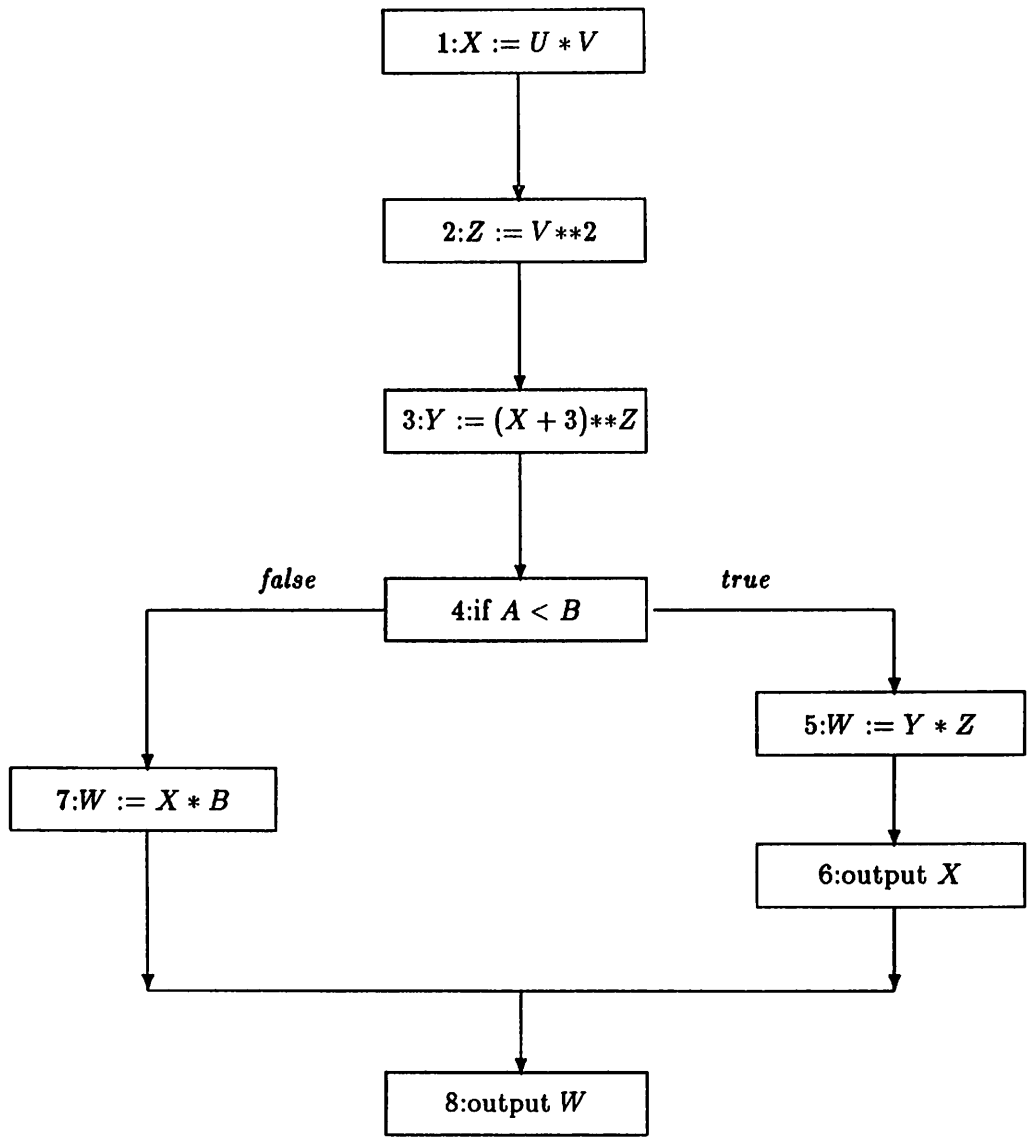 1:X := U * V
2:Z := V**2
3:Y := (X + 3)**Z
false
true
4:if A < B
5:W := Y * Z
7:W := X * B
6:output X
8:output W